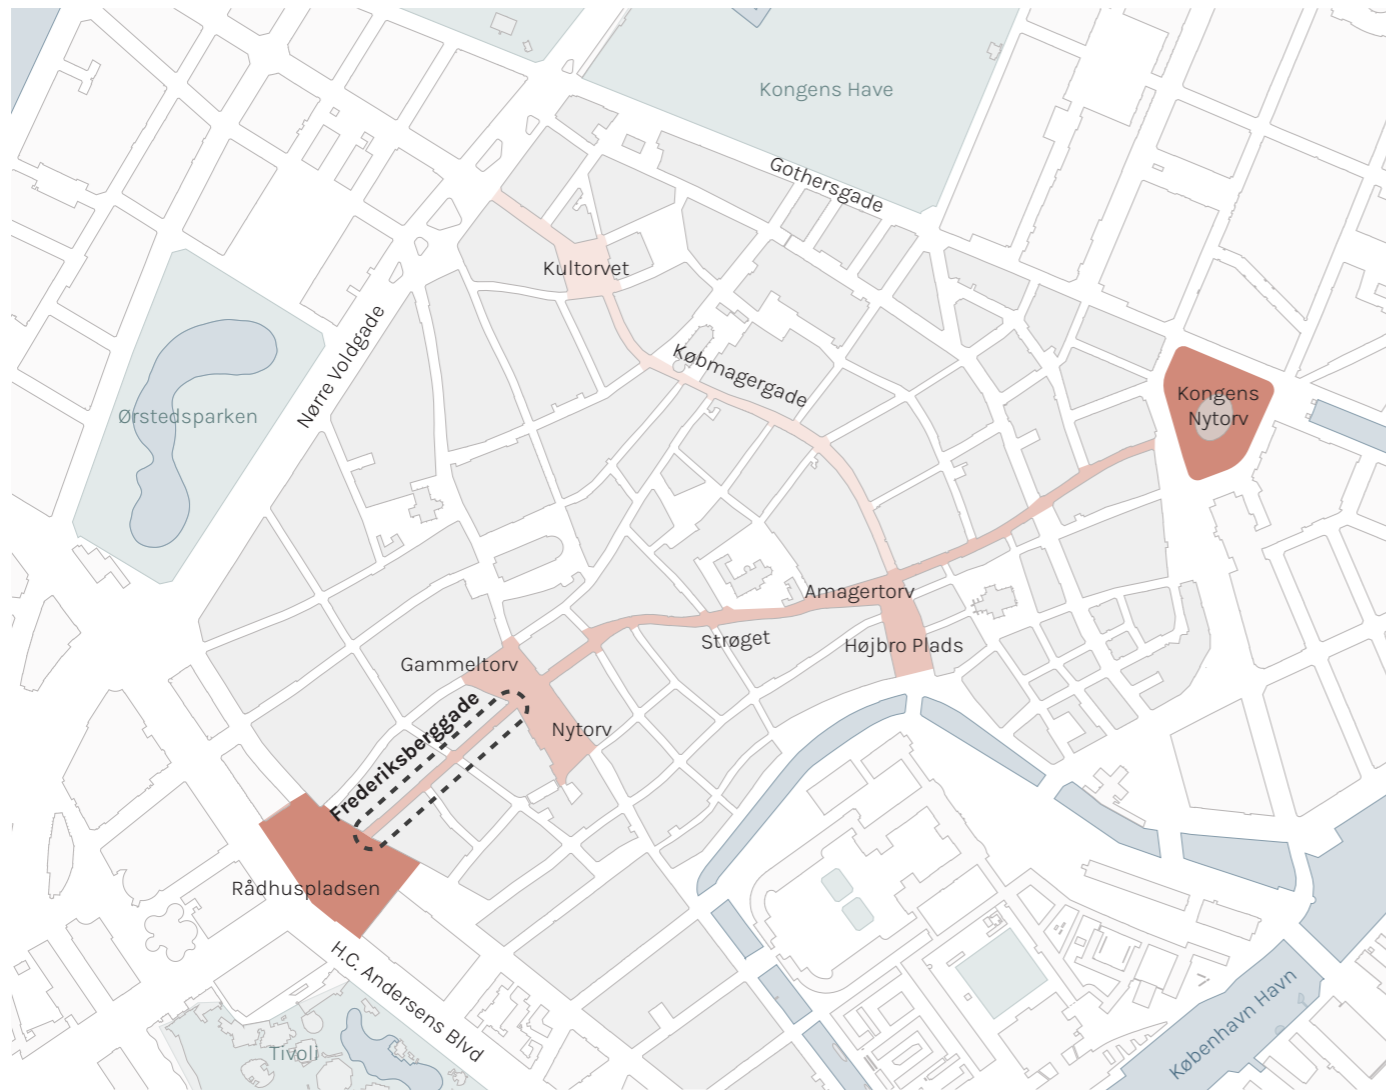 Kongens Have
Gothersgade
Kultorvet
Nørre Voldgade
Købmagergade
Kongens
Nytorv
Ørstedsparken
Amagertorv
Strøget
Højbro Plads
Gammeltorv
Frederiksberggade
Nytorv
Rådhuspladsen
H.C. Andersens Blvd
København Havn
Tivoli